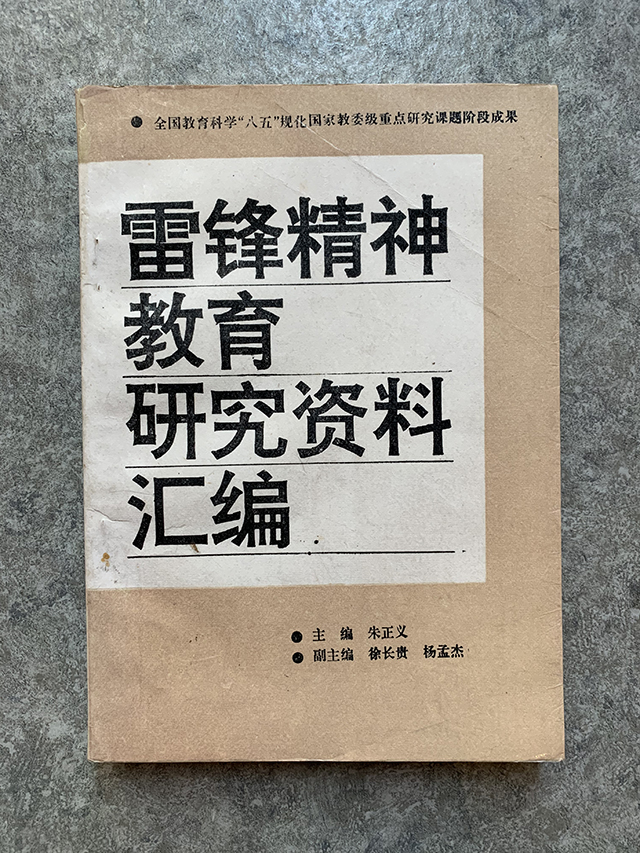 ● 全国教育科学“八五”规化国家教委级重点研究课题阶段成果
雷锋精神
教育
研究资料
汇编
● 主 编 朱正义
● 副主编 徐长贵 杨孟杰